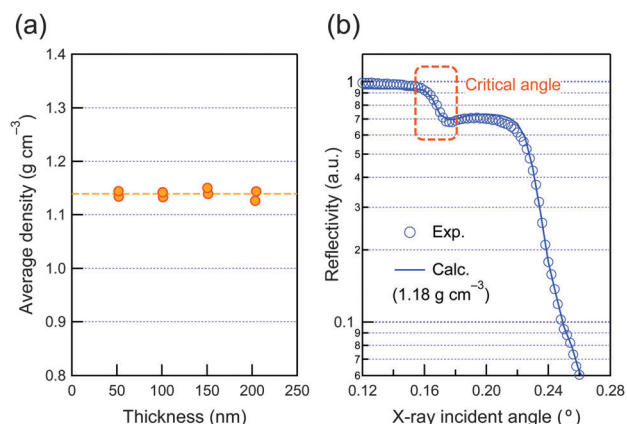 (a)
1.4
1.3
1.2
1.1
1.0
0.9
0.8
Average density (g cm⁻³)
0 50 100 150 200 250
Thickness (nm)
(b)
1
9
8
7
6
5
4
3
2
0.1
9
8
7
6
Reflectivity (a.u.)
Critical angle
Exp.
Calc.
(1.18 g cm⁻³)
0.12 0.16 0.20 0.24 0.28
X-ray incident angle (°)